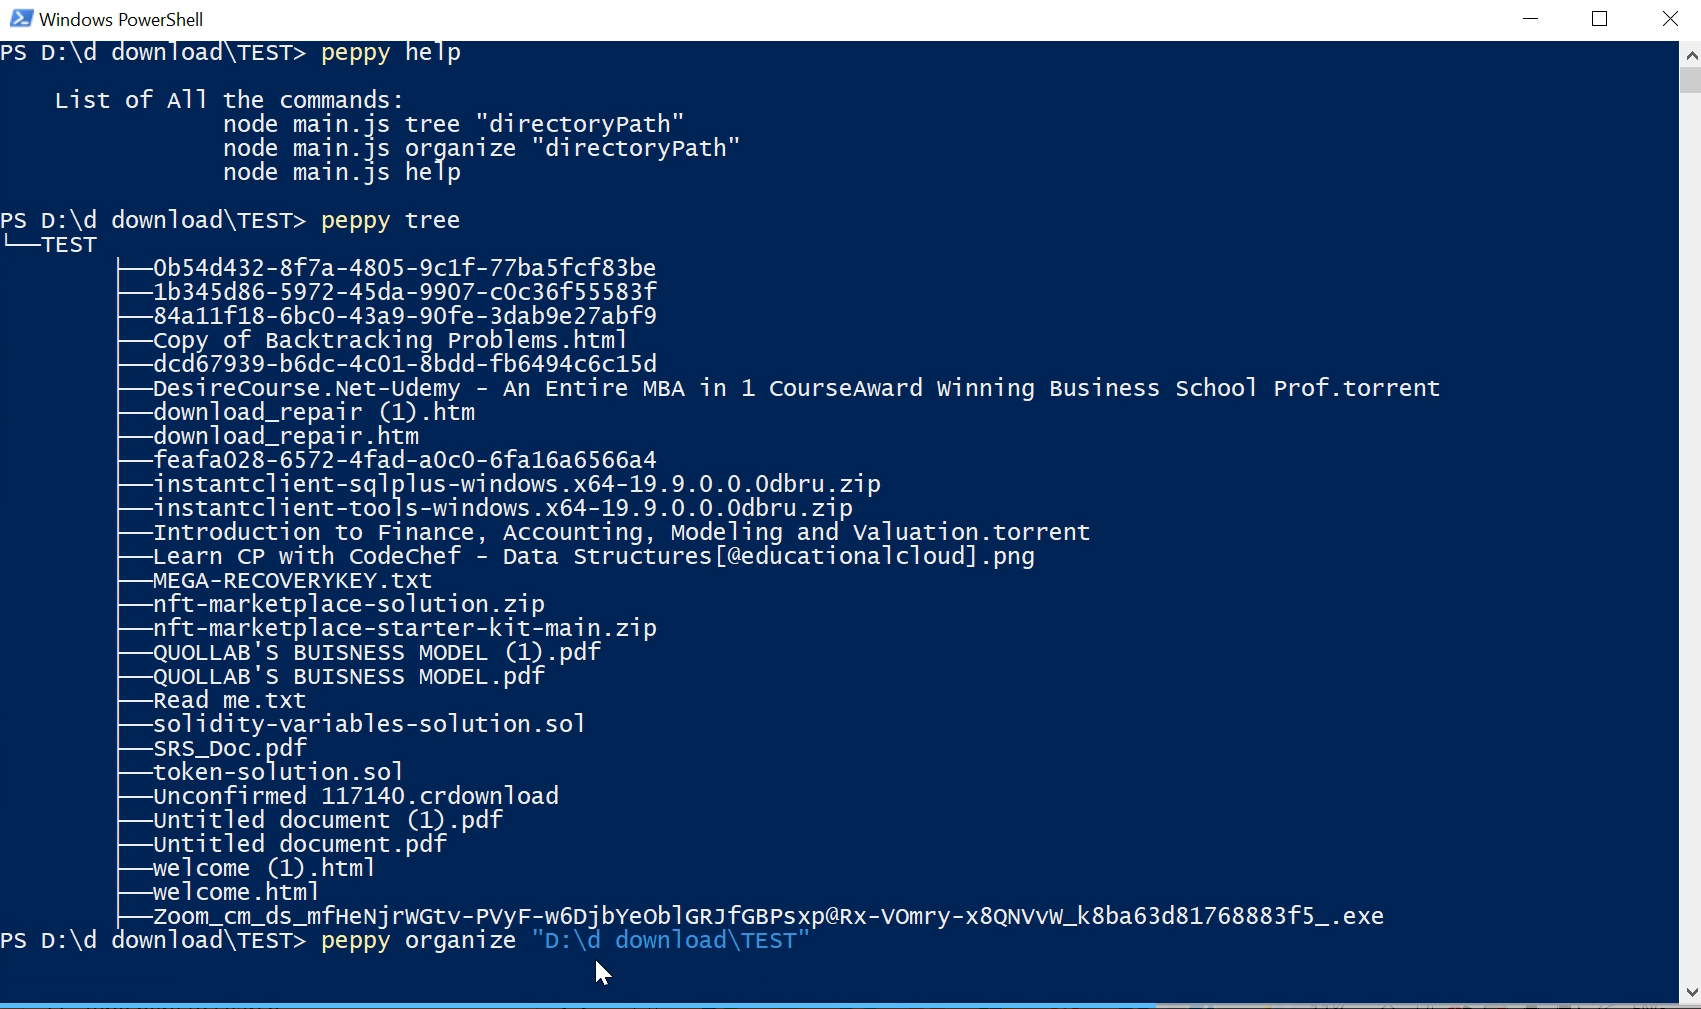 Windows PowerShell
PS D:\d download\TEST> peppy help
List of All the commands:
node main.js tree "directoryPath"
node main.js organize "directoryPath"
node main.js help
PS D:\d download\TEST> peppy tree
└──TEST
├──0b54d432-8f7a-4805-9c1f-77ba5fcf83be
├──1b345d86-5972-45da-9907-c0c36f55583f
├──84a11f18-6bc0-43a9-90fe-3dab9e27abf9
├──Copy of Backtracking Problems.html
├──dcd67939-b6dc-4c01-8bdd-fb6494c6c15d
├──DesireCourse.Net-Udemy - An Entire MBA in 1 CourseAward Winning Business School Prof.torrent
├──download_repair (1).htm
├──download_repair.htm
├──feafa028-6572-4fad-a0c0-6fa16a6566a4
├──instantclient-sqlplus-windows.x64-19.9.0.0.0dbru.zip
├──instantclient-tools-windows.x64-19.9.0.0.0dbru.zip
├──Introduction to Finance, Accounting, Modeling and Valuation.torrent
├──Learn CP with CodeChef - Data Structures[@educationalcloud].png
├──MEGA-RECOVERYKEY.txt
├──nft-marketplace-solution.zip
├──nft-marketplace-starter-kit-main.zip
├──QUOLLAB'S BUISNESS MODEL (1).pdf
├──QUOLLAB'S BUISNESS MODEL.pdf
├──Read me.txt
├──solidity-variables-solution.sol
├──SRS_Doc.pdf
├──token-solution.sol
├──Unconfirmed 117140.crdownload
├──Untitled document (1).pdf
├──Untitled document.pdf
├──welcome (1).html
├──welcome.html
├──Zoom_cm_ds_mfHeNjrWGtv-PVyF-w6DjbYeOblGRJfGBPsxp@Rx-VOmry-x8QNVvW_k8ba63d81768883f5_.exe
PS D:\d download\TEST> peppy organize "D:\d download\TEST"